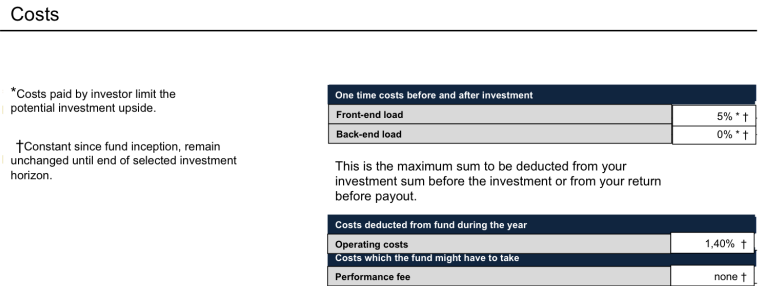 Costs
*Costs paid by investor limit the
potential investment upside.
†Constant since fund inception, remain
unchanged until end of selected investment
horizon.
One time costs before and after investment
Front-end load 5% * †
Back-end load 0% * †
This is the maximum sum to be deducted from your
investment sum before the investment or from your return
before payout.
Costs deducted from fund during the year
Operating costs 1,40% †
Costs which the fund might have to take
Performance fee none †